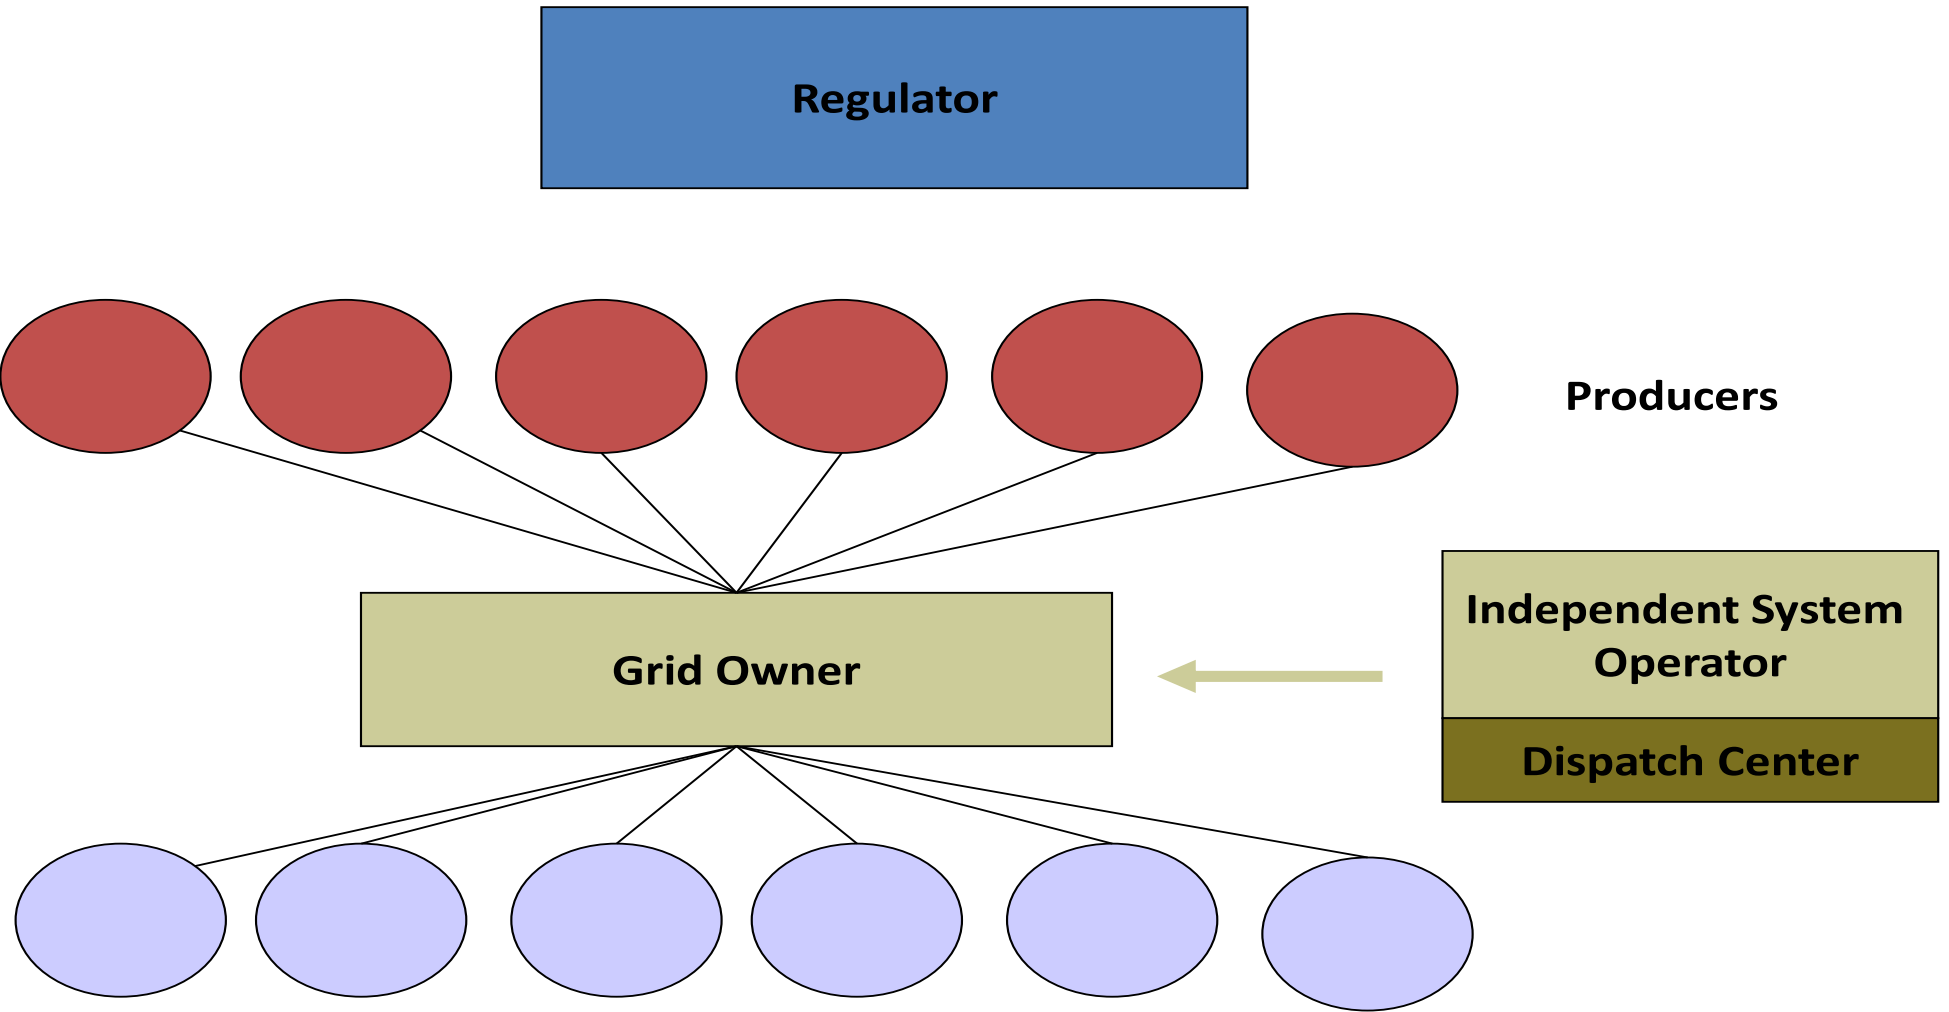 Regulator
Producers
Independent System
Operator
Grid Owner
Dispatch Center